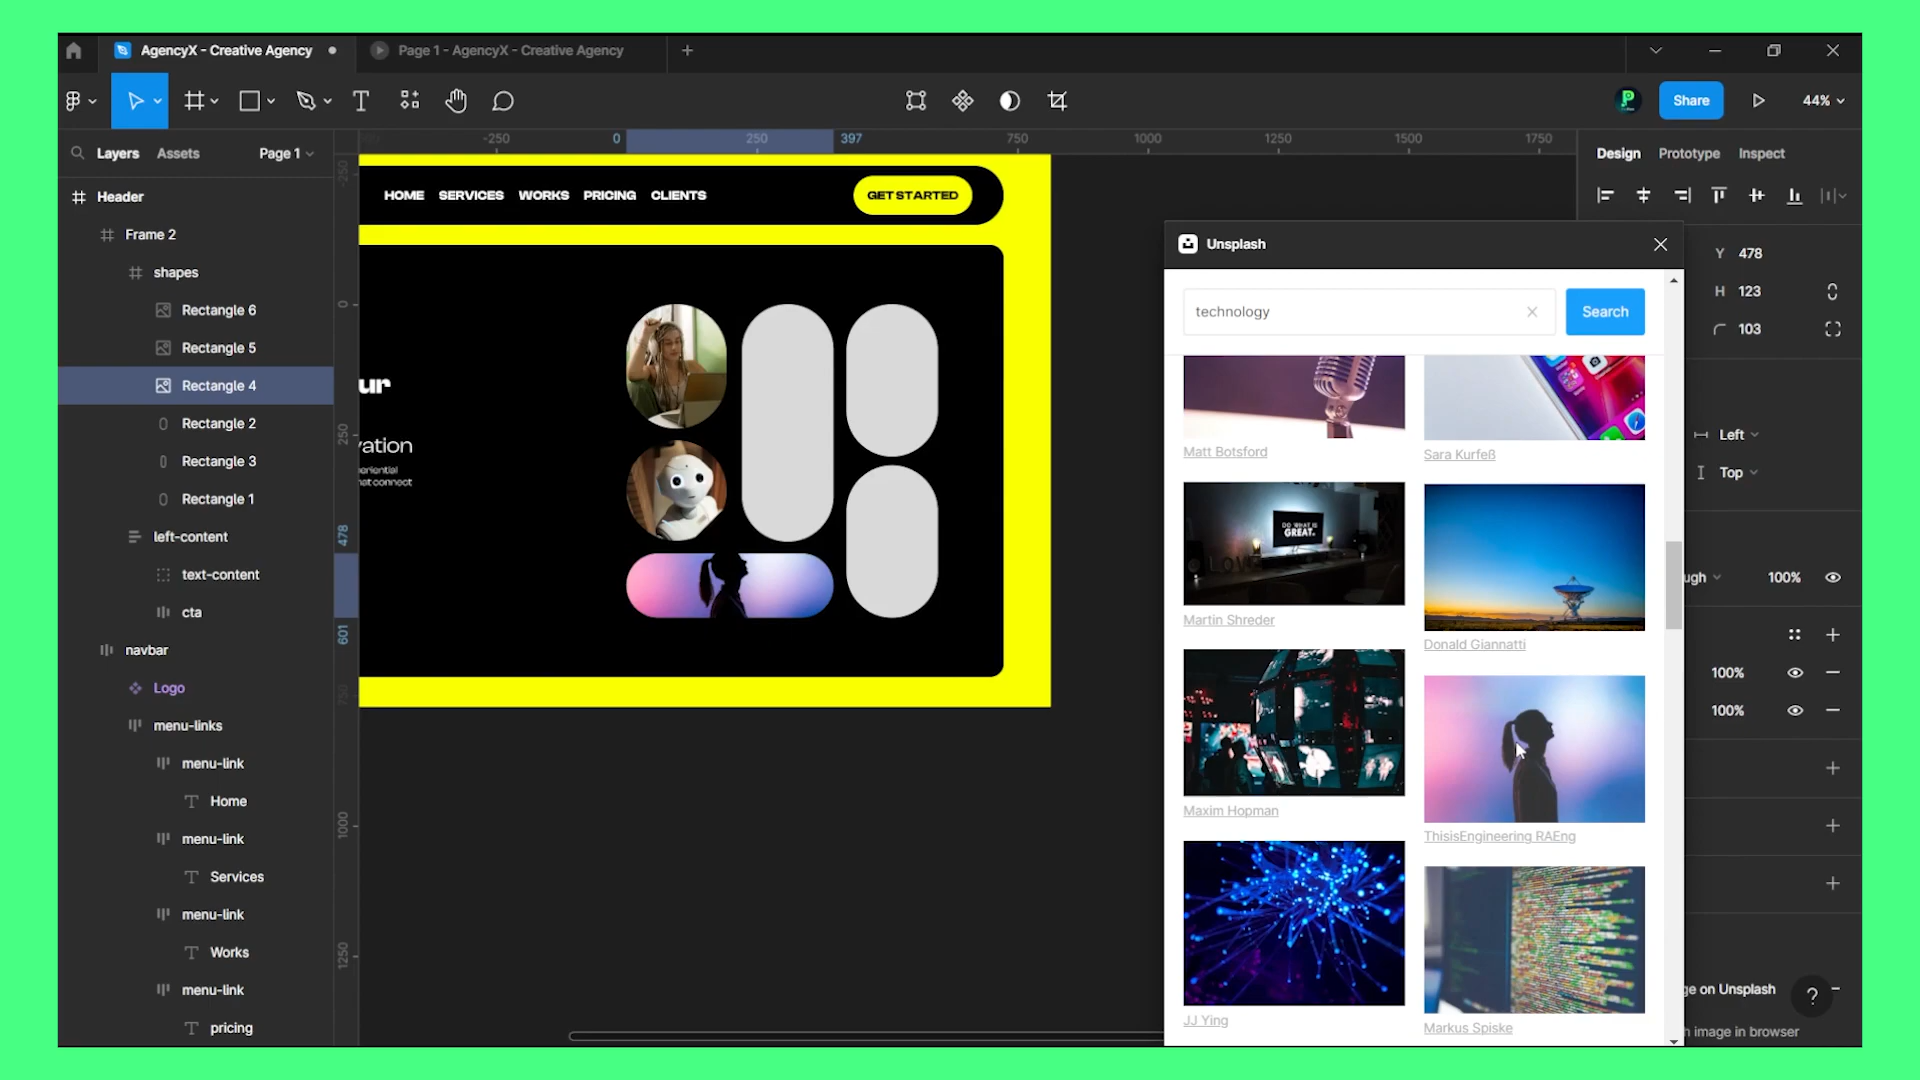 AgencyX - Creative Agency
Page 1 - AgencyX - Creative Agency
Share
44%
Layers
Assets
Page 1
-250
0
250
397
750
1000
1250
1500
1750
Design
Prototype
Inspect
Header
Frame 2
shapes
Rectangle 6
Rectangle 5
Rectangle 4
Rectangle 2
Rectangle 3
Rectangle 1
left-content
text-content
cta
navbar
Logo
menu-links
menu-link
Home
menu-link
Services
menu-link
Works
menu-link
pricing
-250
0
250
478
601
750
1000
1250
HOME
SERVICES
WORKS
PRICING
CLIENTS
GET STARTED
ur
vation
eriential
hat connect
Unsplash
technology
Search
Matt Botsford
Sara Kurfeß
DO WHAT IS
GREAT.
LOVE
Martin Shreder
Donald Giannatti
Maxim Hopman
ThisisEngineering RAEng
JJ Ying
Markus Spiske
Y 478
H 123
103
Left
Top
ugh
100%
100%
100%
ge on Unsplash
?
h image in browser